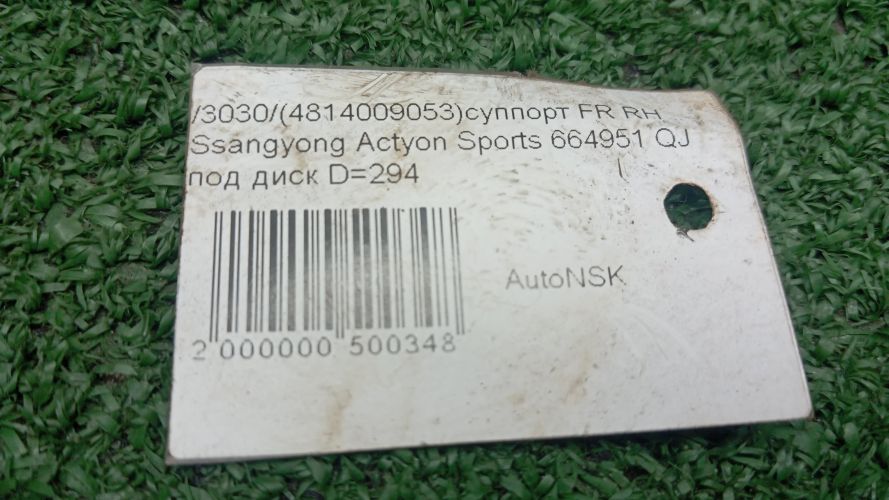 /3030/(4814009053)суппорт FR RH
Ssangyong Actyon Sports 664951 QJ
под диск D=294
AutoNSK
2 000000 500348